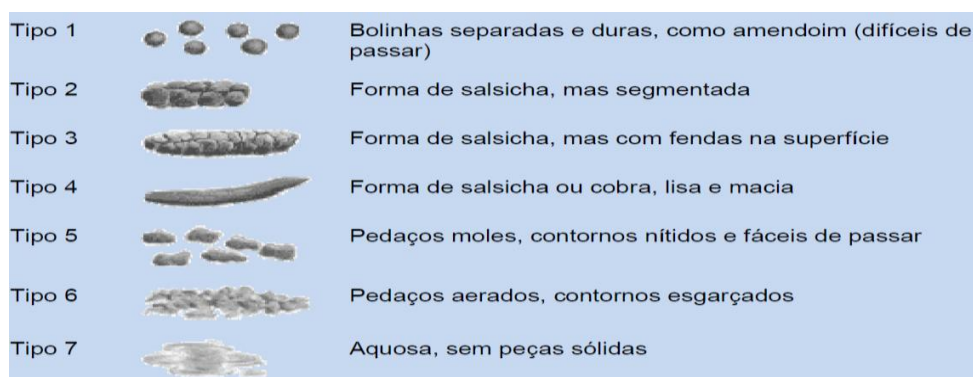 Tipo 1 Bolinhas separadas e duras, como amendoim (difíceis de
passar)
Tipo 2 Forma de salsicha, mas segmentada
Tipo 3 Forma de salsicha, mas com fendas na superfície
Tipo 4 Forma de salsicha ou cobra, lisa e macia
Tipo 5 Pedaços moles, contornos nítidos e fáceis de passar
Tipo 6 Pedaços aerados, contornos esgarçados
Tipo 7 Aquosa, sem peças sólidas